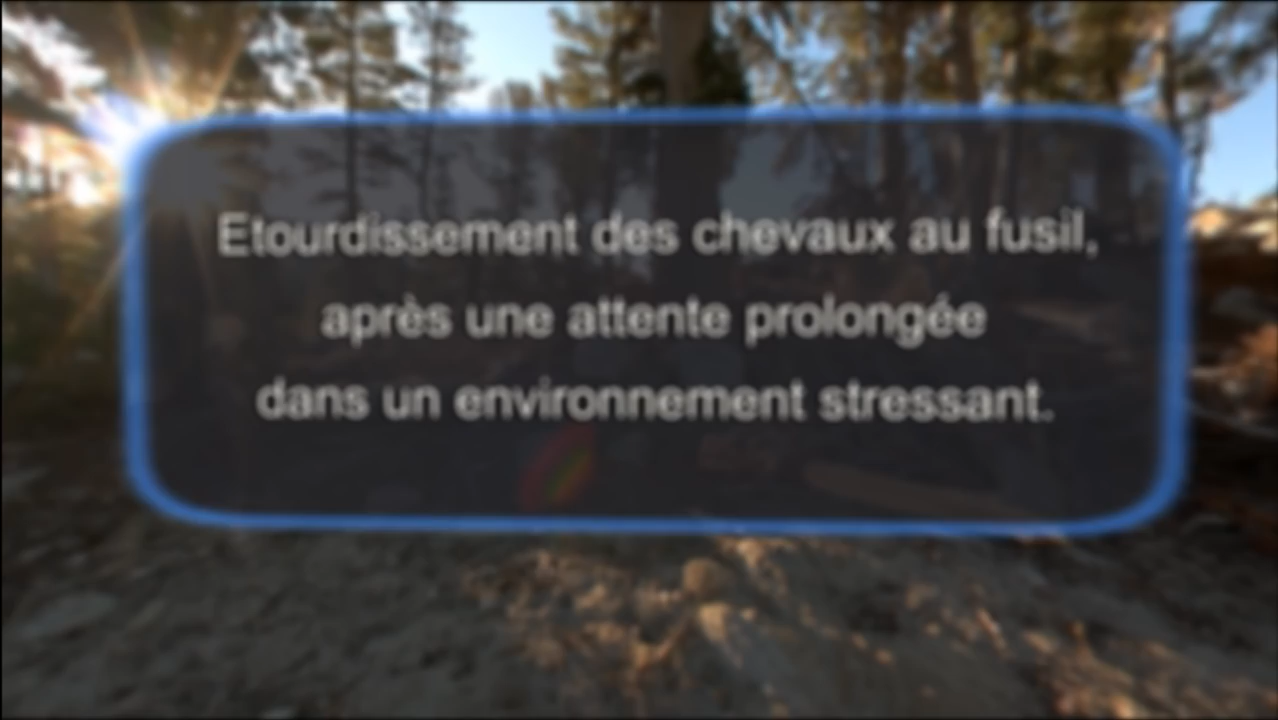 Etourdissement des chevaux au fusil,
après une attente prolongée
dans un environnement stressant.